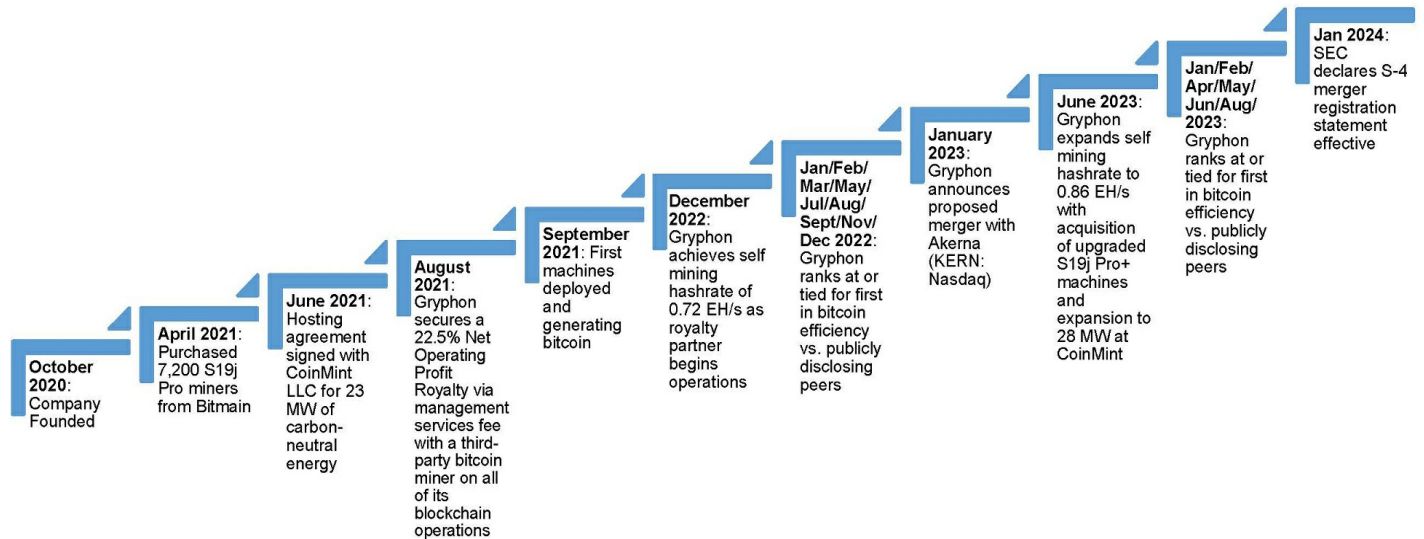 October
2020:
Company
Founded
April 2021:
Purchased
7,200 S19j
Pro miners
from Bitmain
June 2021:
Hosting
agreement
signed with
CoinMint
LLC for 23
MW of
carbon-
neutral
energy
August
2021:
Gryphon
secures a
22.5% Net
Operating
Profit
Royalty via
management
services fee
with a third-
party bitcoin
miner on all
of its
blockchain
operations
September
2021: First
machines
deployed
and
generating
bitcoin
December
2022:
Gryphon
achieves self
mining
hashrate of
0.72 EH/s as
royalty
partner
begins
operations
Jan/Feb/
Mar/May/
Jul/Aug/
Sept/Nov/
Dec 2022:
Gryphon
ranks at or
tied for first
in bitcoin
efficiency
vs. publicly
disclosing
peers
January
2023:
Gryphon
announces
proposed
merger with
Akerna
(KERN:
Nasdaq)
June 2023:
Gryphon
expands self
mining
hashrate to
0.86 EH/s
with
acquisition
of upgraded
S19j Pro+
machines
and
expansion to
28 MW at
CoinMint
Jan/Feb/
Apr/May/
Jun/Aug/
2023:
Gryphon
ranks at or
tied for first
in bitcoin
efficiency
vs. publicly
disclosing
peers
Jan 2024:
SEC
declares S-4
merger
registration
statement
effective